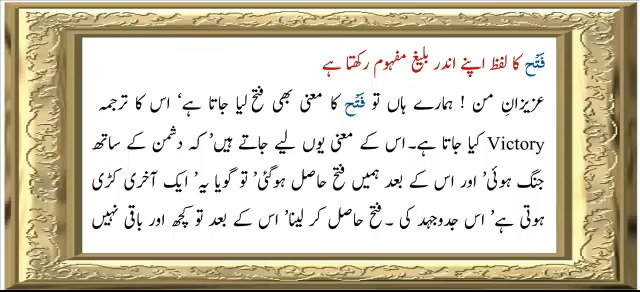 فَتْح کا لفظ اپنے اندر بلیغ مفہوم رکھتا ہے
عزیزانِ من ! ہمارے ہاں تو فَتْح کا معنی بھی فتح لیا جاتا ہے‘ اس کا ترجمہ
Victory کیا جاتا ہے۔ اس کے معنی یوں لیے جاتے ہیں‘ کہ دشمن کے ساتھ
جنگ ہوئی‘ اور اس کے بعد ہمیں فتح حاصل ہوگئی‘ تو گویا یہ‘ ایک آخری کڑی
ہوتی ہے‘ اس جدوجہد کی ۔ فتح حاصل کر لینا‘ اس کے بعد تو کچھ اور باقی نہیں